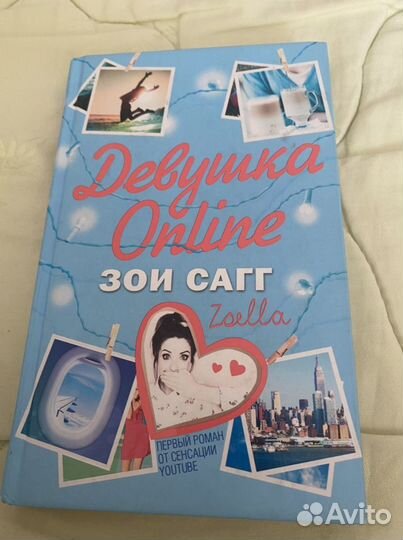 Девушка
Online
ЗОИ САГГ
Zoella
ПЕРВЫЙ РОМАН
ОТ СЕНСАЦИИ
YOUTUBE
Avito